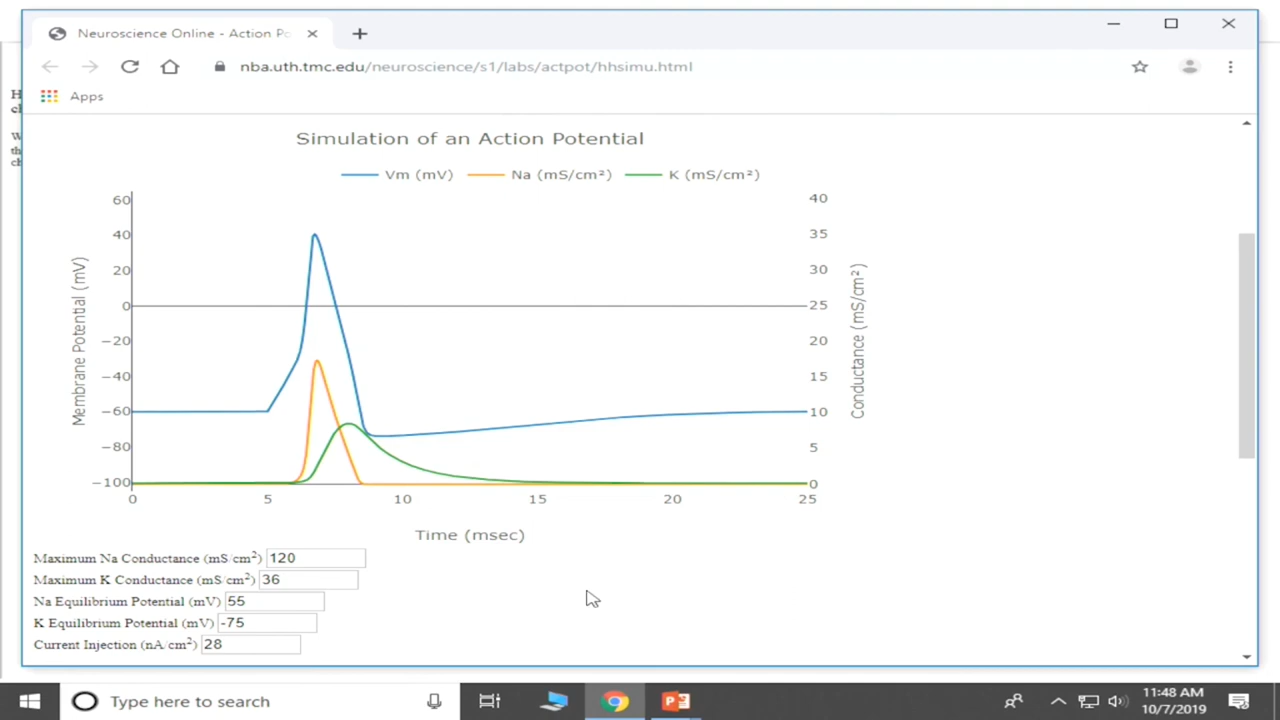 Neuroscience Online - Action Po
nba.uth.tmc.edu/neuroscience/s1/labs/actpot/hhsimu.html
Apps
Simulation of an Action Potential
Vm (mV) Na (mS/cm²) K (mS/cm²)
60
40
20
0
−20
−40
−60
−80
−100
Membrane Potential (mV)
40
35
30
25
20
15
10
5
0
Conductance (mS/cm²)
0 5 10 15 20 25
Time (msec)
Maximum Na Conductance (mS/cm²) 120
Maximum K Conductance (mS/cm²) 36
Na Equilibrium Potential (mV) 55
K Equilibrium Potential (mV) -75
Current Injection (nA/cm²) 28
Type here to search
11:48 AM
10/7/2019